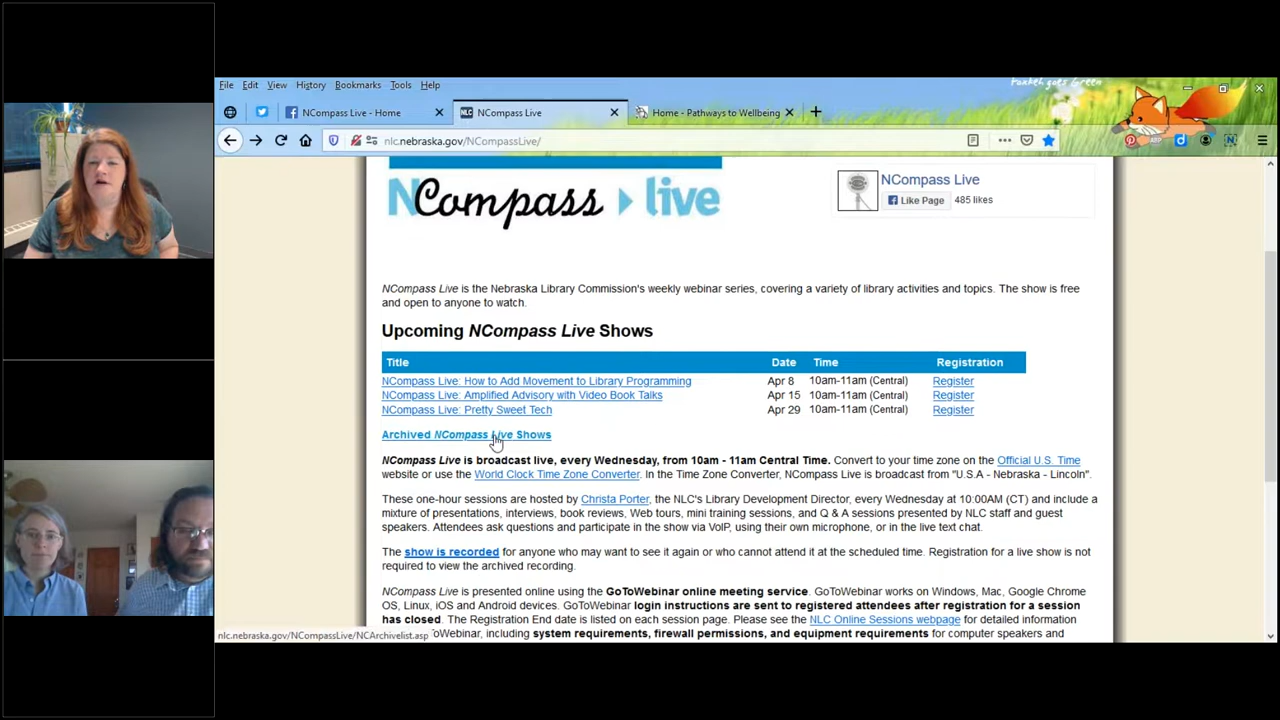 foxkeh goes Green
File Edit View History Bookmarks Tools Help
NCompass Live - Home NCompass Live Home - Pathways to Wellbeing
nlc.nebraska.gov/NCompassLive/
NCompass live
NCompass Live
Like Page 485 likes
NCompass Live is the Nebraska Library Commission's weekly webinar series, covering a variety of library activities and topics. The show is free
and open to anyone to watch.
Upcoming NCompass Live Shows
Title Date Time Registration
NCompass Live: How to Add Movement to Library Programming Apr 8 10am-11am (Central) Register
NCompass Live: Amplified Advisory with Video Book Talks Apr 15 10am-11am (Central) Register
NCompass Live: Pretty Sweet Tech Apr 29 10am-11am (Central) Register
Archived NCompass Live Shows
NCompass Live is broadcast live, every Wednesday, from 10am - 11am Central Time. Convert to your time zone on the Official U.S. Time
website or use the World Clock Time Zone Converter. In the Time Zone Converter, NCompass Live is broadcast from "U.S.A - Nebraska - Lincoln".
These one-hour sessions are hosted by Christa Porter, the NLC's Library Development Director, every Wednesday at 10:00AM (CT) and include a
mixture of presentations, interviews, book reviews, Web tours, mini training sessions, and Q & A sessions presented by NLC staff and guest
speakers. Attendees ask questions and participate in the show via VoIP, using their own microphone, or in the live text chat.
The show is recorded for anyone who may want to see it again or who cannot attend it at the scheduled time. Registration for a live show is not
required to view the archived recording.
NCompass Live is presented online using the GoToWebinar online meeting service. GoToWebinar works on Windows, Mac, Google Chrome
OS, Linux, iOS and Android devices. GoToWebinar login instructions are sent to registered attendees after registration for a session
has closed. The Registration End date is listed on each session page. Please see the NLC Online Sessions webpage for detailed information
oWebinar, including system requirements, firewall permissions, and equipment requirements for computer speakers and
nlc.nebraska.gov/NCompassLive/NCArchivelist.asp